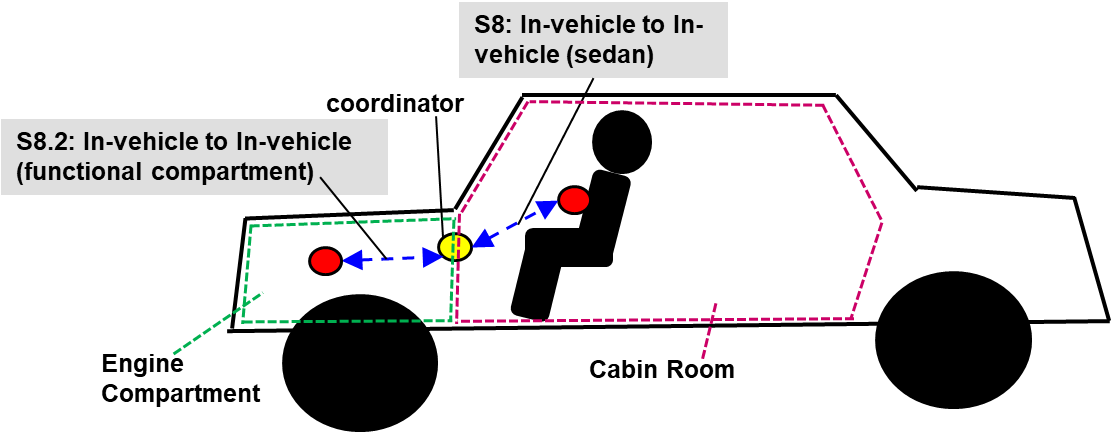 S8: In-vehicle to In-
vehicle (sedan)
coordinator
S8.2: In-vehicle to In-vehicle
(functional compartment)
Engine
Compartment
Cabin Room